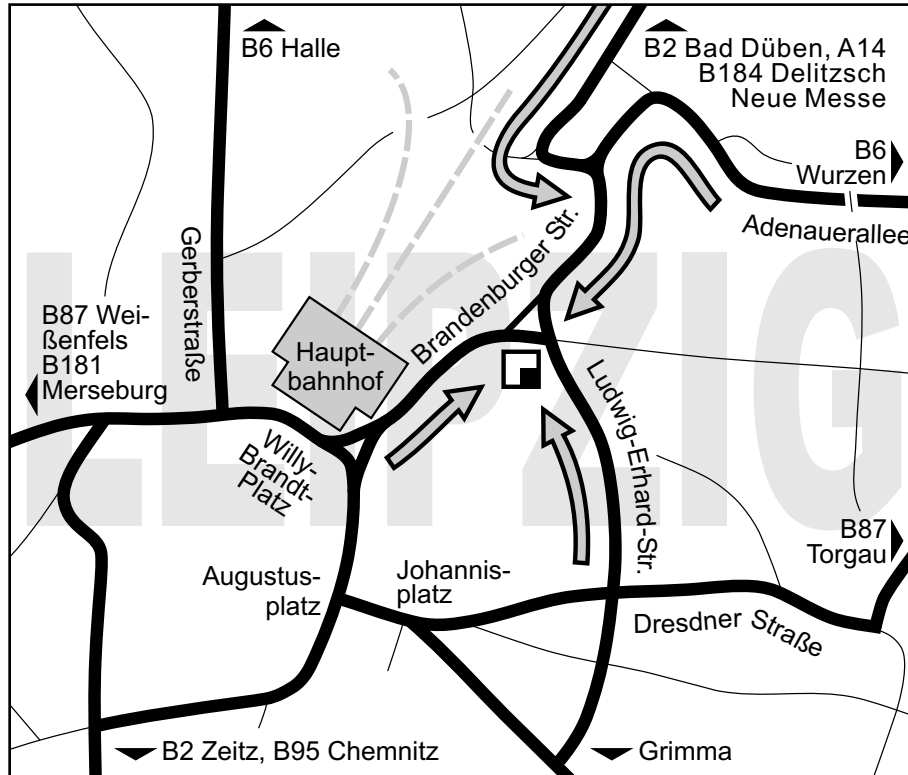 B6 Halle
B2 Bad Düben, A14
B184 Delitzsch
Neue Messe
B6
Wurzen
Adenauerallee
Gerberstraße
Brandenburger Str.
LEIPZIG
B87 Wei-
ßenfels
B181
Merseburg
Haupt-
bahnhof
Ludwig-Erhard-Str.
Willy-
Brandt-
Platz
B87
Torgau
Augustus-
platz
Johannis-
platz
Dresdner Straße
B2 Zeitz, B95 Chemnitz
Grimma